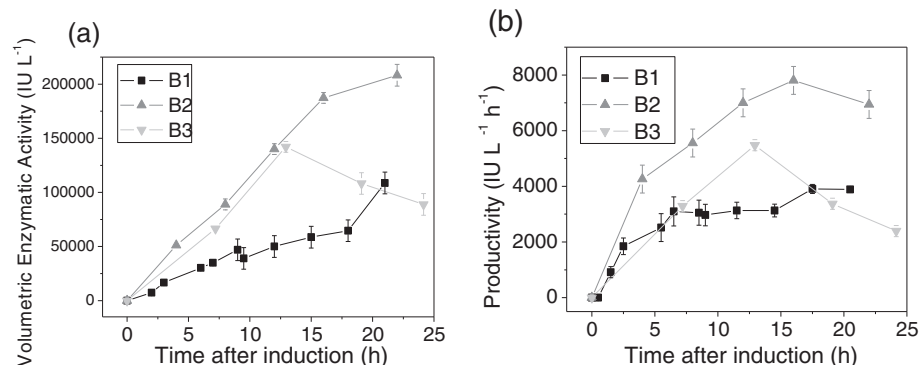 (a)
Volumetric Enzymatic Activity (IU L⁻¹)
200000
150000
100000
50000
0
B1
B2
B3
0 5 10 15 20 25
Time after induction (h)
(b)
Productivity (IU L⁻¹ h⁻¹)
8000
6000
4000
2000
0
B1
B2
B3
0 5 10 15 20 25
Time after induction (h)